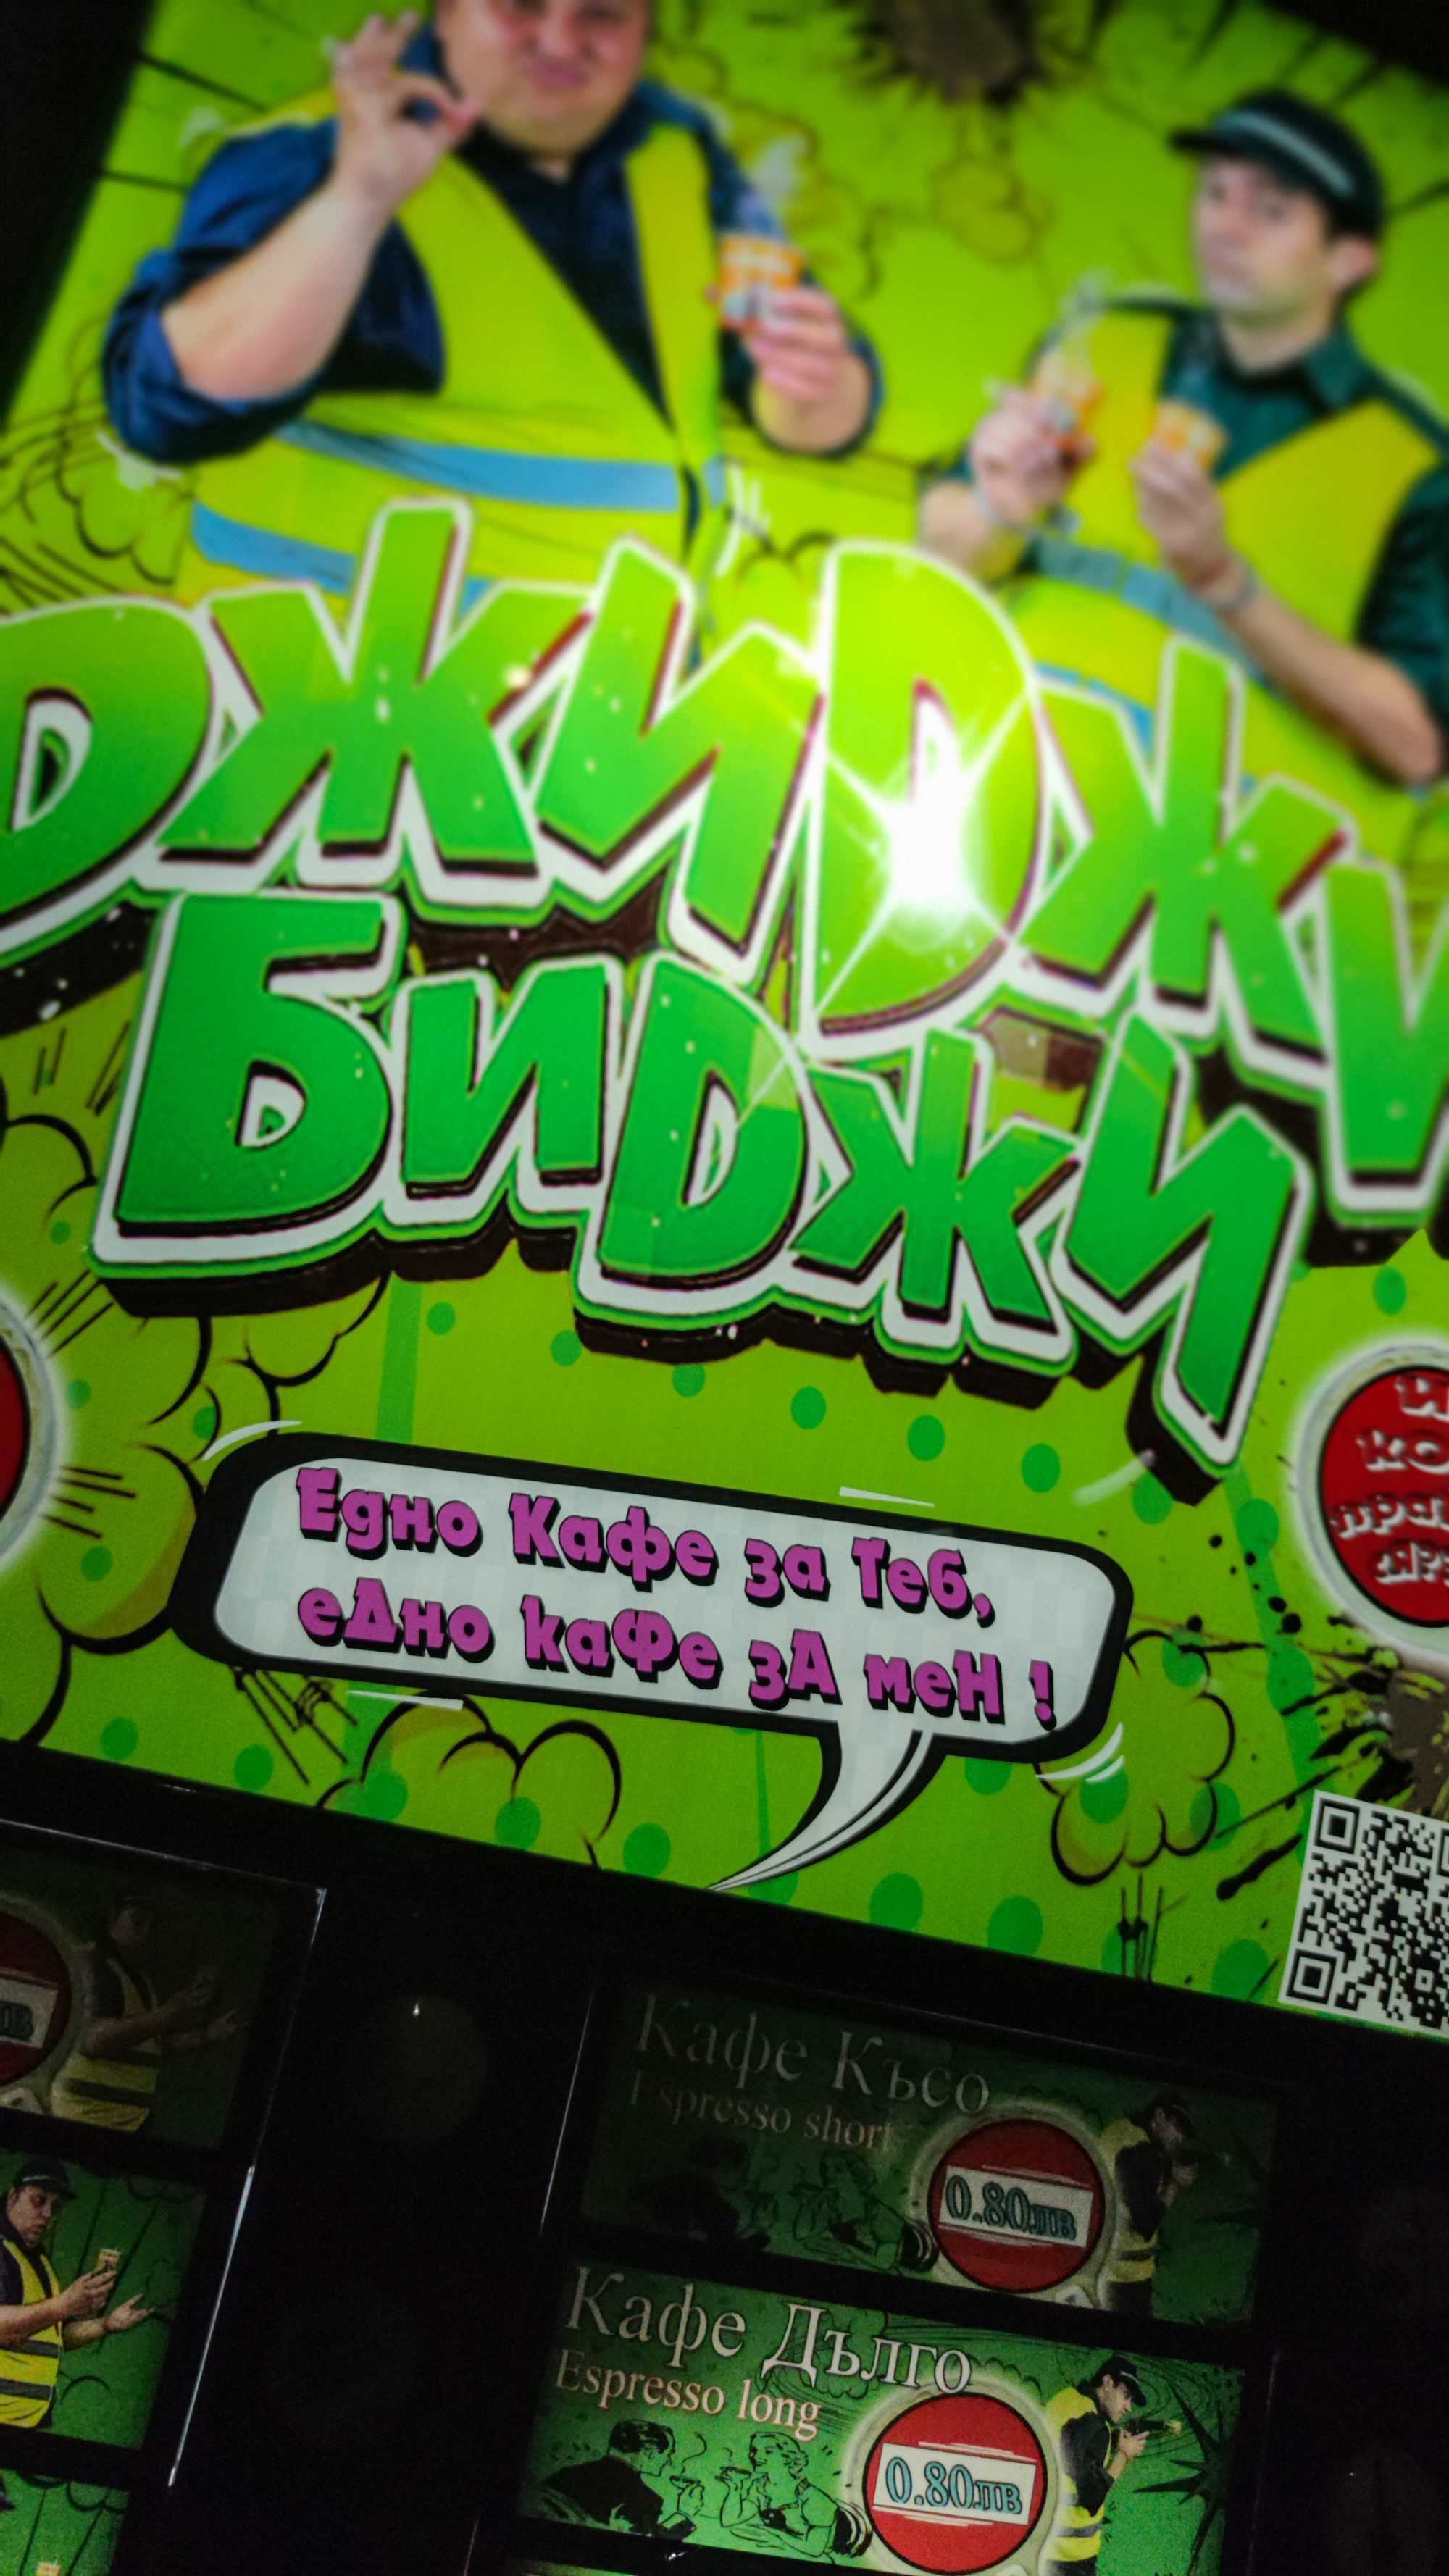 ДЖИДЖИ
БИДЖИ
Едно Кафе за Теб,
еДно каФе зА меН !
Кафе Късо
Espresso short
0.80лв
Кафе Дълго
Espresso long
0.80лв